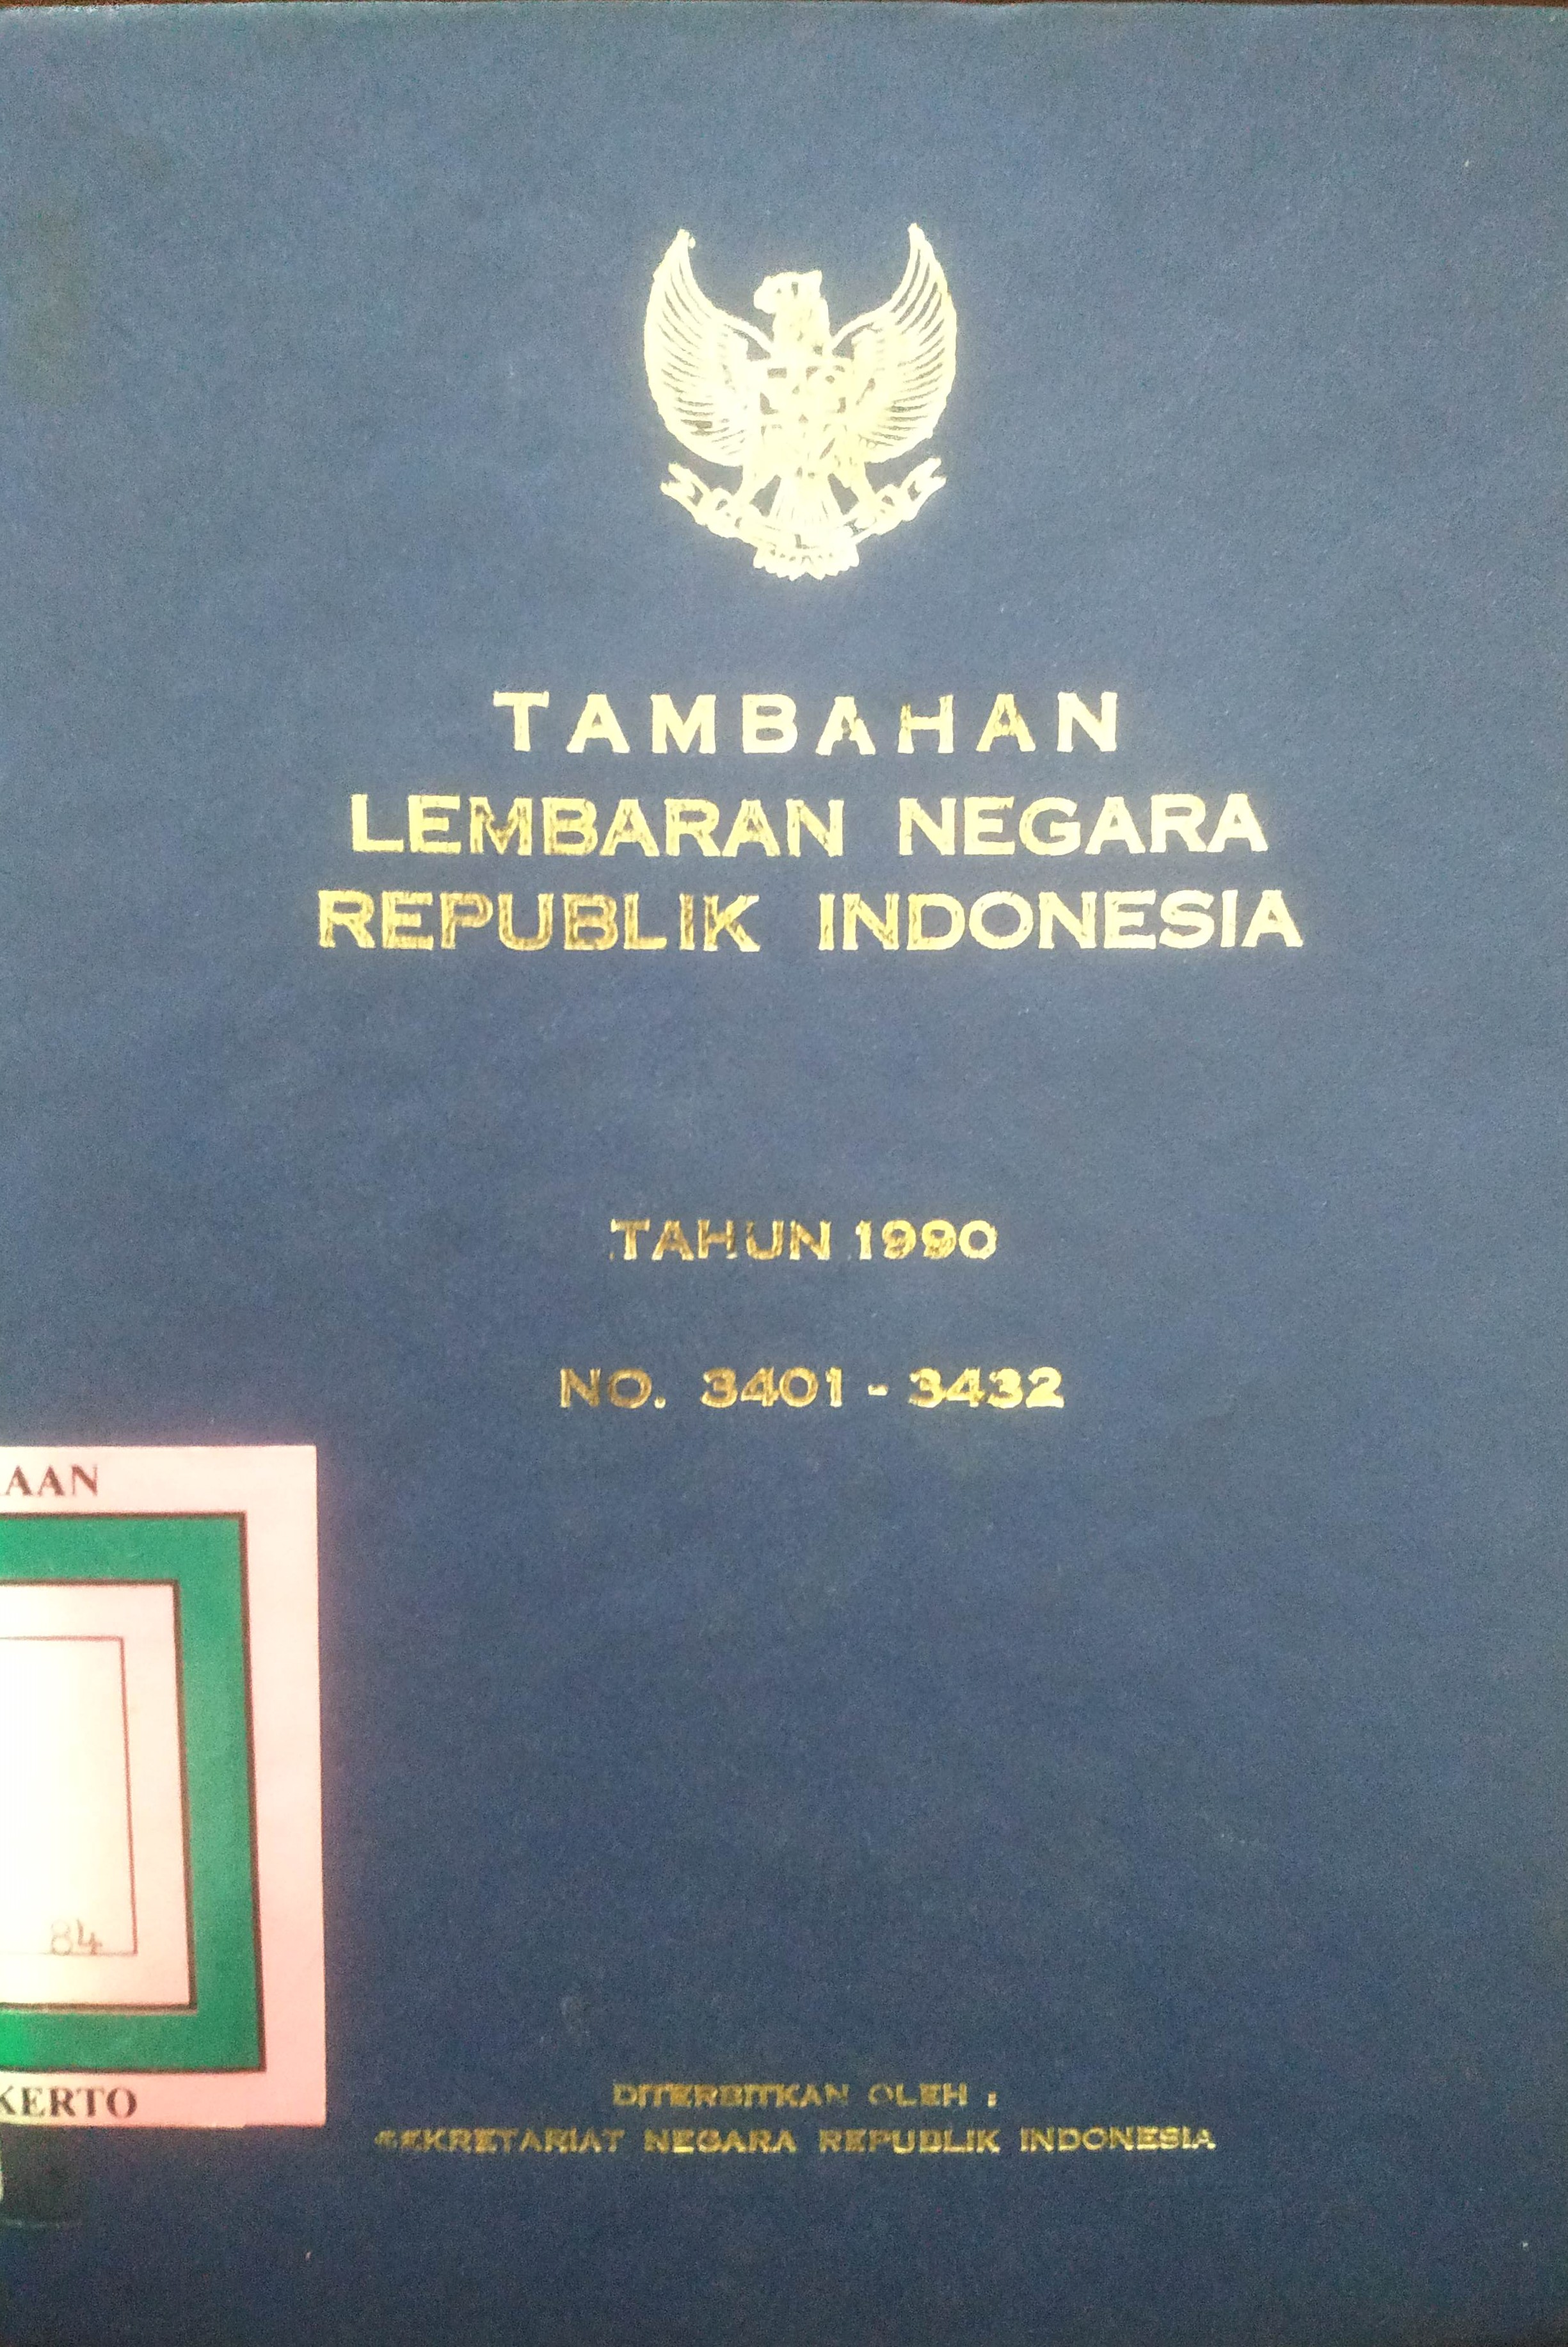 TAMBAHAN
LEMBARAN NEGARA
REPUBLIK INDONESIA
TAHUN 1990
NO. 3401 - 3432
AAN
84
KERTO
DITERBITKAN OLEH :
SEKRETARIAT NEGARA REPUBLIK INDONESIA